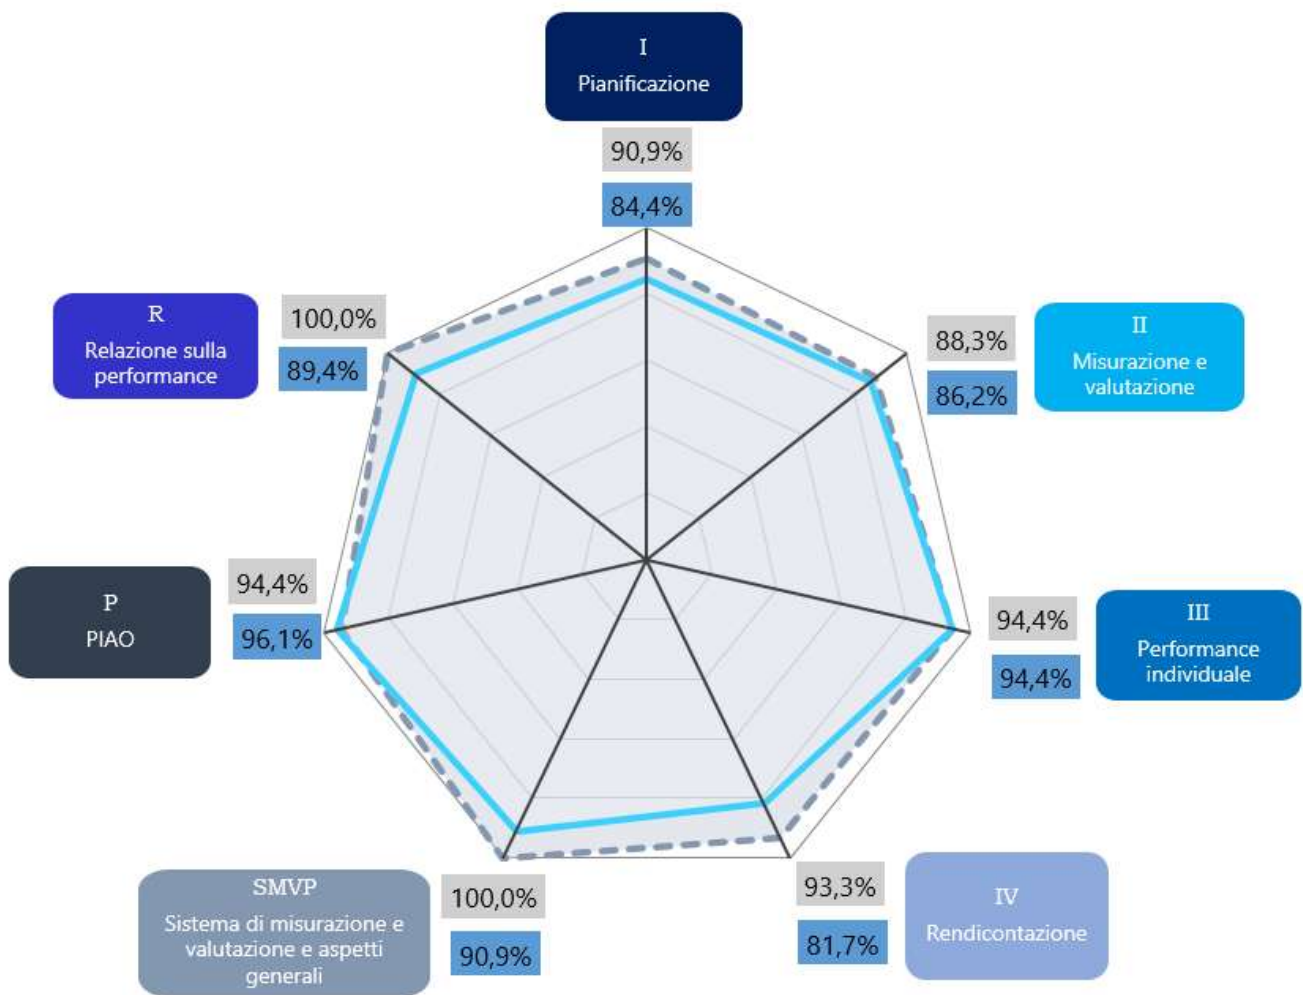 I
Pianificazione
90,9%
84,4%
R
Relazione sulla
performance
100,0%
89,4%
88,3%
86,2%
II
Misurazione e
valutazione
P
PIAO
94,4%
96,1%
94,4%
94,4%
III
Performance
individuale
SMVP
Sistema di misurazione e
valutazione e aspetti
generali
100,0%
90,9%
93,3%
81,7%
IV
Rendicontazione